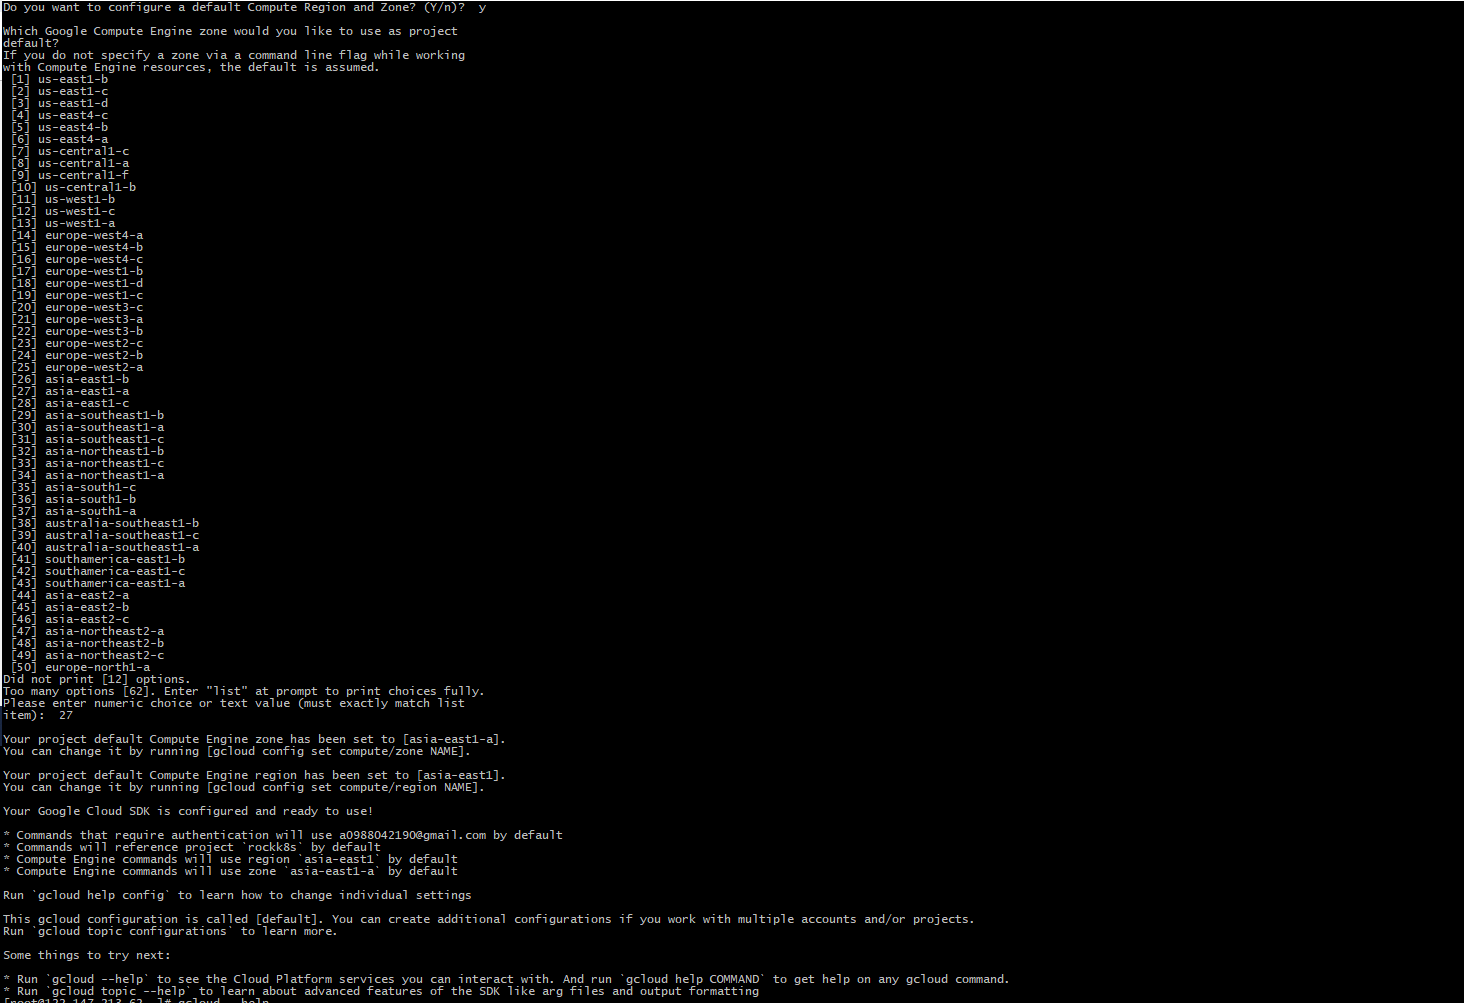 Do you want to configure a default Compute Region and Zone? (Y/n)?  y
Which Google Compute Engine zone would you like to use as project
default?
If you do not specify a zone via a command line flag while working
with Compute Engine resources, the default is assumed.
[1] us-east1-b
[2] us-east1-c
[3] us-east1-d
[4] us-east4-c
[5] us-east4-b
[6] us-east4-a
[7] us-central1-c
[8] us-central1-a
[9] us-central1-f
[10] us-central1-b
[11] us-west1-b
[12] us-west1-c
[13] us-west1-a
[14] europe-west4-a
[15] europe-west4-b
[16] europe-west4-c
[17] europe-west1-b
[18] europe-west1-d
[19] europe-west1-c
[20] europe-west3-c
[21] europe-west3-a
[22] europe-west3-b
[23] europe-west2-c
[24] europe-west2-b
[25] europe-west2-a
[26] asia-east1-b
[27] asia-east1-a
[28] asia-east1-c
[29] asia-southeast1-b
[30] asia-southeast1-a
[31] asia-southeast1-c
[32] asia-northeast1-b
[33] asia-northeast1-c
[34] asia-northeast1-a
[35] asia-south1-c
[36] asia-south1-b
[37] asia-south1-a
[38] australia-southeast1-b
[39] australia-southeast1-c
[40] australia-southeast1-a
[41] southamerica-east1-b
[42] southamerica-east1-c
[43] southamerica-east1-a
[44] asia-east2-a
[45] asia-east2-b
[46] asia-east2-c
[47] asia-northeast2-a
[48] asia-northeast2-b
[49] asia-northeast2-c
[50] europe-north1-a
Did not print [12] options.
Too many options [62]. Enter "list" at prompt to print choices fully.
Please enter numeric choice or text value (must exactly match list
item):  27
Your project default Compute Engine zone has been set to [asia-east1-a].
You can change it by running [gcloud config set compute/zone NAME].
Your project default Compute Engine region has been set to [asia-east1].
You can change it by running [gcloud config set compute/region NAME].
Your Google Cloud SDK is configured and ready to use!
* Commands that require authentication will use a0988042190@gmail.com by default
* Commands will reference project `rockk8s` by default
* Compute Engine commands will use region `asia-east1` by default
* Compute Engine commands will use zone `asia-east1-a` by default
Run `gcloud help config` to learn how to change individual settings
This gcloud configuration is called [default]. You can create additional configurations if you work with multiple accounts and/or projects.
Run `gcloud topic configurations` to learn more.
Some things to try next:
* Run `gcloud --help` to see the Cloud Platform services you can interact with. And run `gcloud help COMMAND` to get help on any gcloud command.
* Run `gcloud topic --help` to learn about advanced features of the SDK like arg files and output formatting